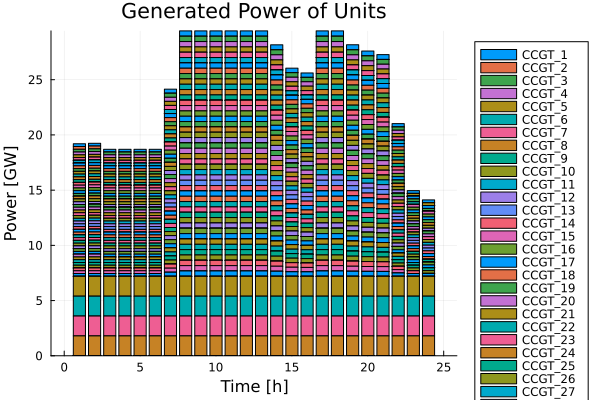 Generated Power of Units
Power [GW]
25
20
15
10
5
0
0
5
10
15
20
25
Time [h]
CCGT_1
CCGT_2
CCGT_3
CCGT_4
CCGT_5
CCGT_6
CCGT_7
CCGT_8
CCGT_9
CCGT_10
CCGT_11
CCGT_12
CCGT_13
CCGT_14
CCGT_15
CCGT_16
CCGT_17
CCGT_18
CCGT_19
CCGT_20
CCGT_21
CCGT_22
CCGT_23
CCGT_24
CCGT_25
CCGT_26
CCGT_27